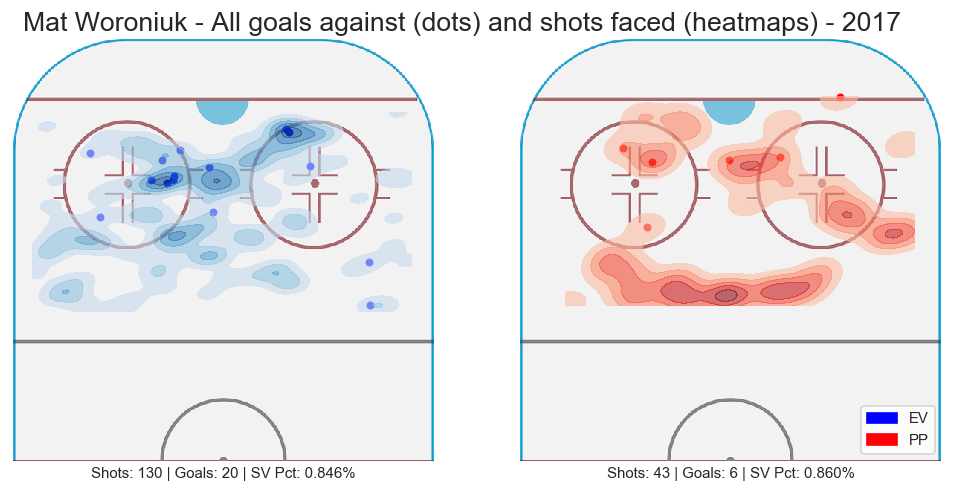 Mat Woroniuk - All goals against (dots) and shots faced (heatmaps) - 2017
EV
PP
Shots: 130 | Goals: 20 | SV Pct: 0.846%
Shots: 43 | Goals: 6 | SV Pct: 0.860%